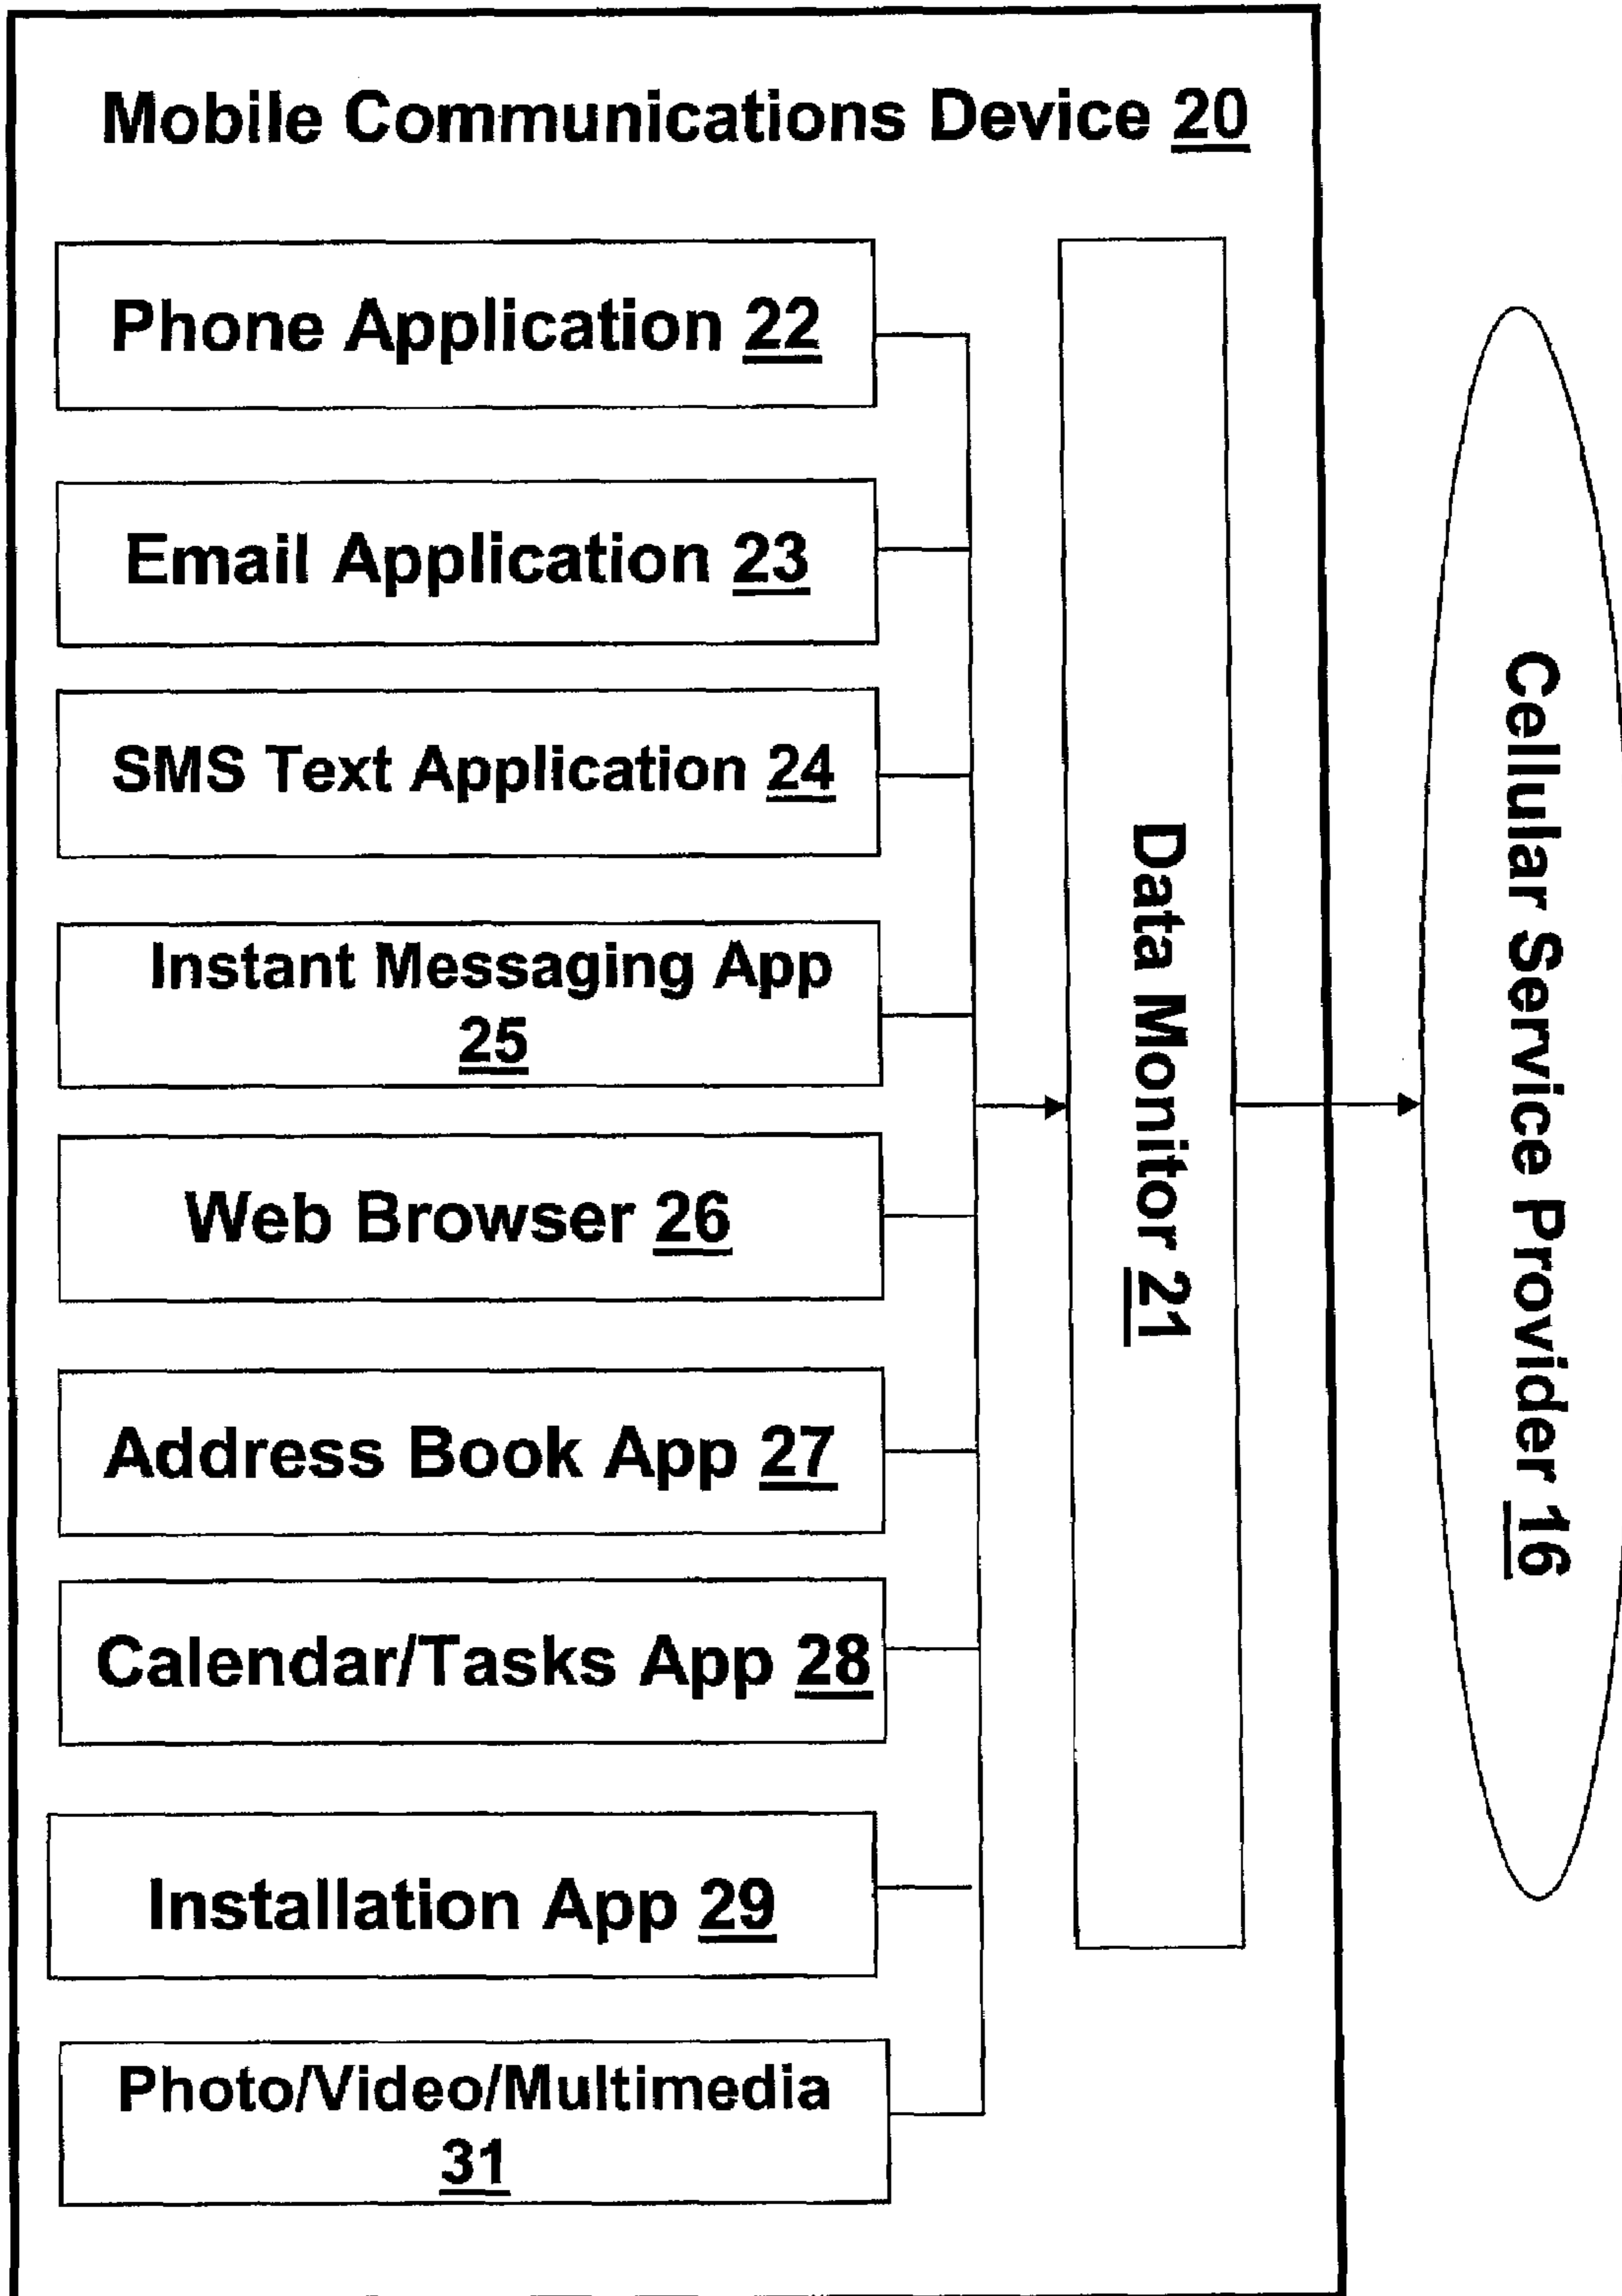 Mobile Communications Device 20
Phone Application 22
Email Application 23
SMS Text Application 24
Instant Messaging App
25
Web Browser 26
Address Book App 27
Calendar/Tasks App 28
Installation App 29
Photo/Video/Multimedia
31
Data Monitor 21
Cellular Service Provider 16